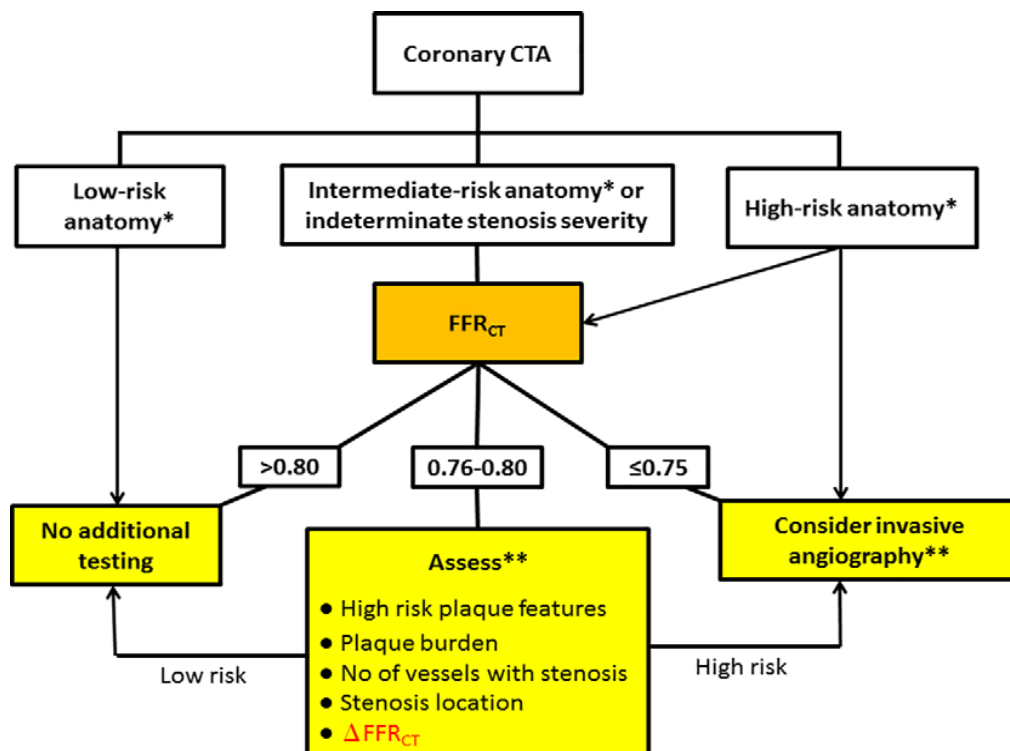 Coronary CTA
Low-risk
anatomy*
Intermediate-risk anatomy* or
indeterminate stenosis severity
High-risk anatomy*
FFRCT
>0.80
0.76-0.80
≤0.75
No additional
testing
Consider invasive
angiography**
Assess**
● High risk plaque features
● Plaque burden
● No of vessels with stenosis
● Stenosis location
● ΔFFRCT
Low risk
High risk